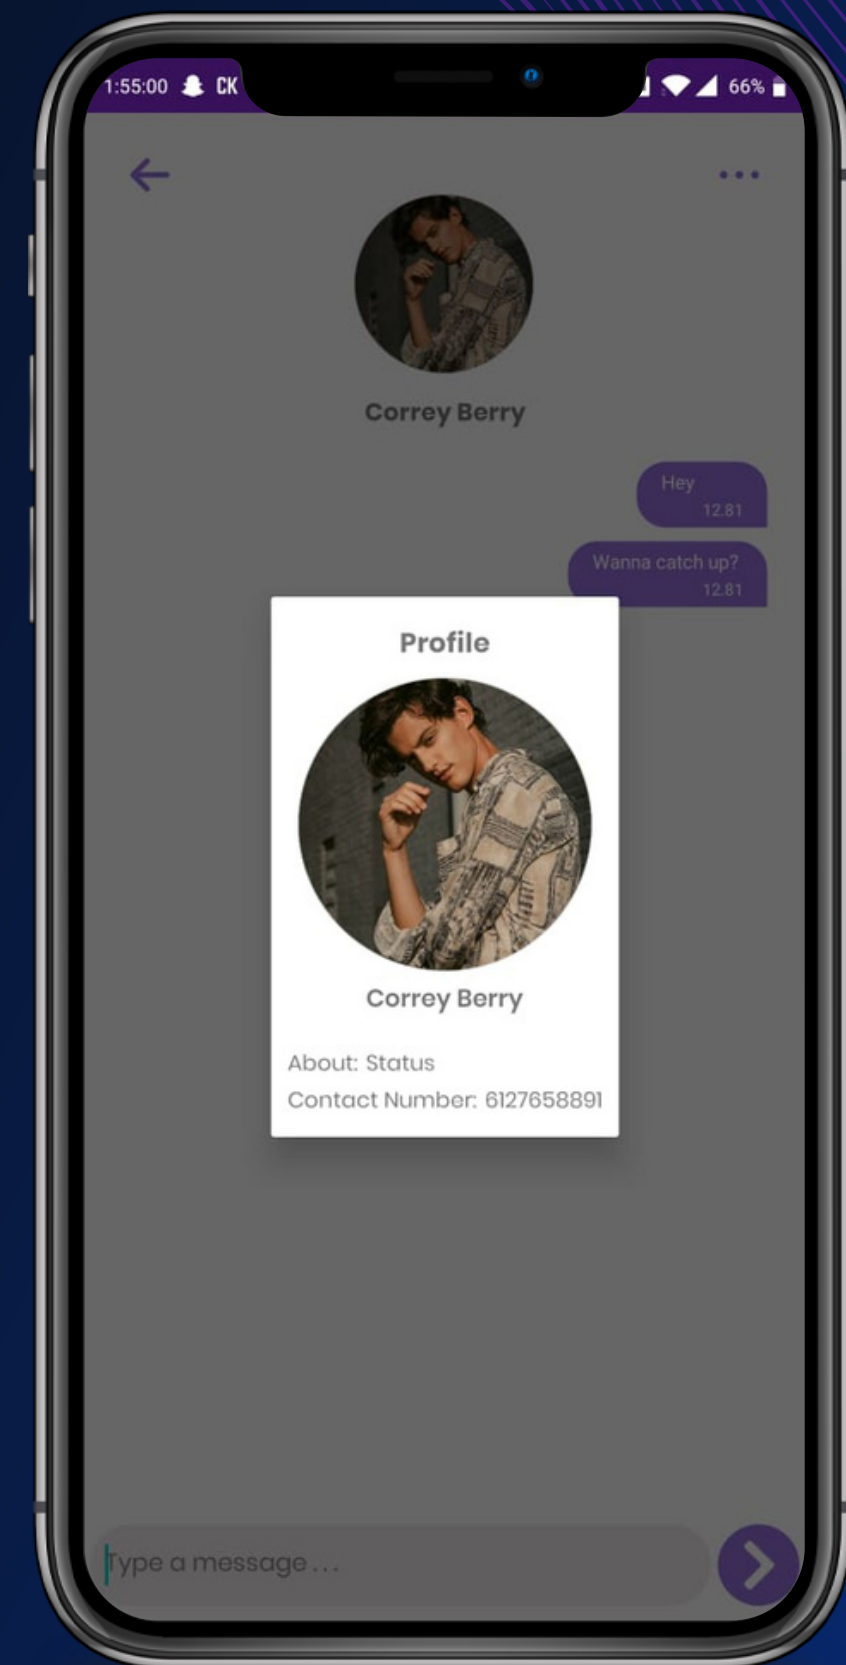 1:55:00 CK 66%
Correy Berry
Hey
12.81
Wanna catch up?
12.81
Profile
Correy Berry
About: Status
Contact Number: 6127658891
Type a message . . .